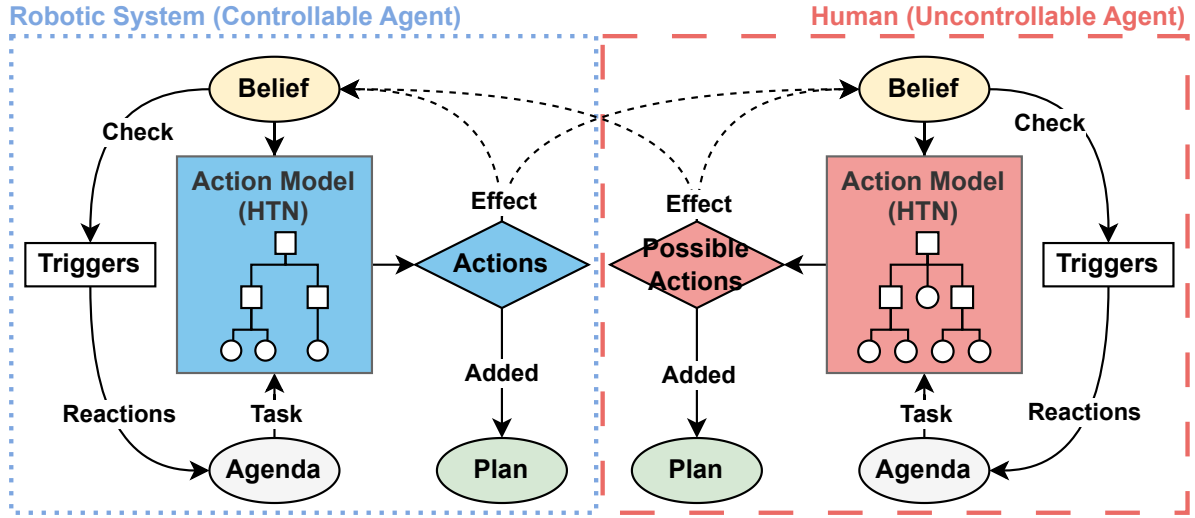 Robotic System (Controllable Agent)
Belief
Check
Action Model
(HTN)
Effect
Triggers
Actions
Reactions
Task
Added
Agenda
Plan
Human (Uncontrollable Agent)
Belief
Check
Action Model
(HTN)
Effect
Possible
Actions
Triggers
Added
Task
Reactions
Plan
Agenda